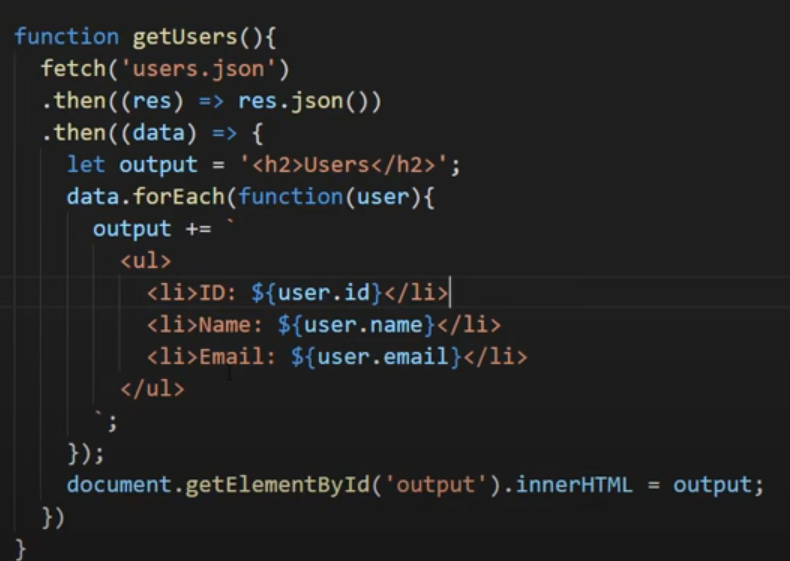 function getUsers(){
  fetch('users.json')
  .then((res) => res.json())
  .then((data) => {
    let output = '<h2>Users</h2>';
    data.forEach(function(user){
      output += `
        <ul>
          <li>ID: ${user.id}</li>
          <li>Name: ${user.name}</li>
          <li>Email: ${user.email}</li>
        </ul>
      `;
    });
    document.getElementById('output').innerHTML = output;
  })
}